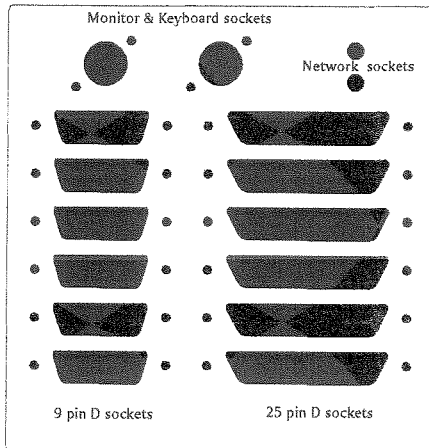 Monitor & Keyboard sockets
Network sockets
9 pin D sockets
25 pin D sockets